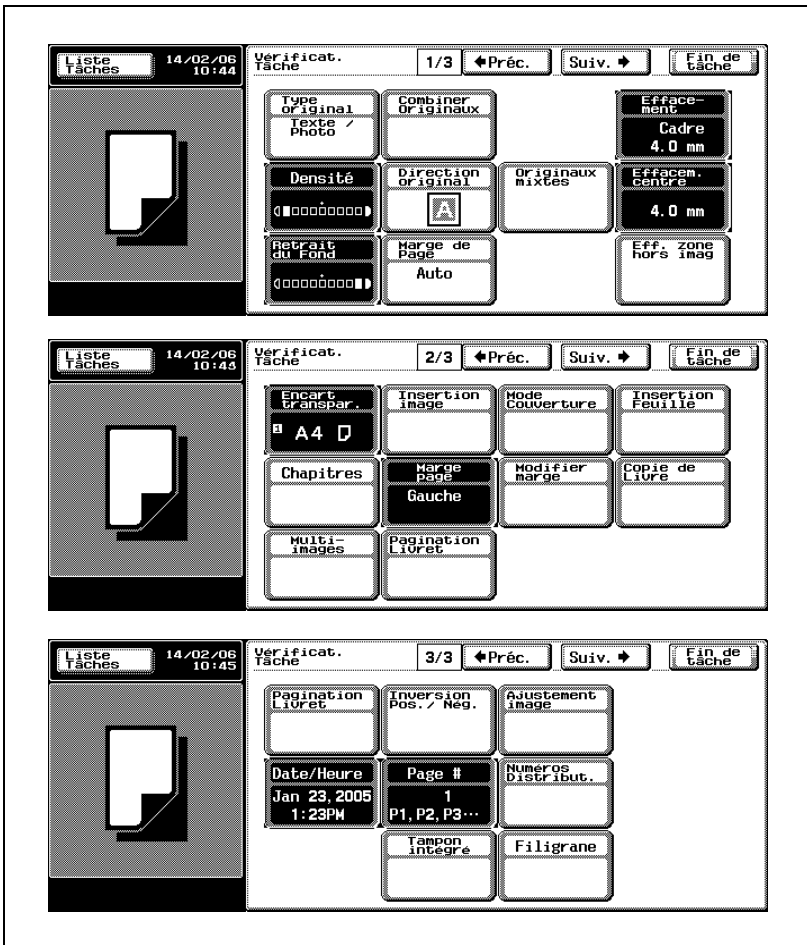 Liste
Tâches
14/02/06
10:44
Vérificat.
Tâche
1/3
Préc.
Suiv.
Fin de
tâche
Type
original
Texte /
Photo
Combiner
Originaux
Efface-
ment
Cadre
4.0 mm
Densité
Direction
original
A
Originaux
mixtes
Effacem.
centre
4.0 mm
Retrait
du Fond
Marge de
Page
Auto
Eff. zone
hors imag
Liste
Tâches
14/02/06
10:45
Vérificat.
Tâche
2/3
Préc.
Suiv.
Fin de
tâche
Encart
transpar.
1 A4
Insertion
image
Mode
Couverture
Insertion
Feuille
Chapitres
Marge
page
Gauche
Modifier
marge
Copie de
Livre
Multi-
images
Pagination
Livret
Liste
Tâches
14/02/06
10:45
Vérificat.
Tâche
3/3
Préc.
Suiv.
Fin de
tâche
Pagination
Livret
Inversion
Pos./ Nég.
Ajustement
image
Date/Heure
Jan 23, 2005
1:23PM
Page #
1
P1, P2, P3···
Numéros
Distribut.
Tampon
intégré
Filigrane